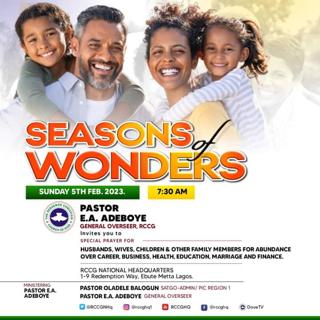 SEASONS
of
WONDERS
SUNDAY 5TH FEB. 2023.
7:30 AM
PASTOR
E.A. ADEBOYE
GENERAL OVERSEER, RCCG
Invites you to
SPECIAL PRAYER FOR
HUSBANDS, WIVES, CHILDREN & OTHER FAMILY MEMBERS FOR ABUNDANCE
OVER CAREER, BUSINESS, HEALTH, EDUCATION, MARRIAGE AND FINANCE.
RCCG NATIONAL HEADQUARTERS
1-9 Redemption Way, Ebute Metta Lagos.
MINISTERING
PASTOR E.A.
ADEBOYE
PASTOR OLADELE BALOGUN SATGO-ADMIN/ PIC REGION 1
PASTOR E.A. ADEBOYE GENERAL OVERSEER
@RCCGNHq
@rccghq1
@rccghq
DoveTV